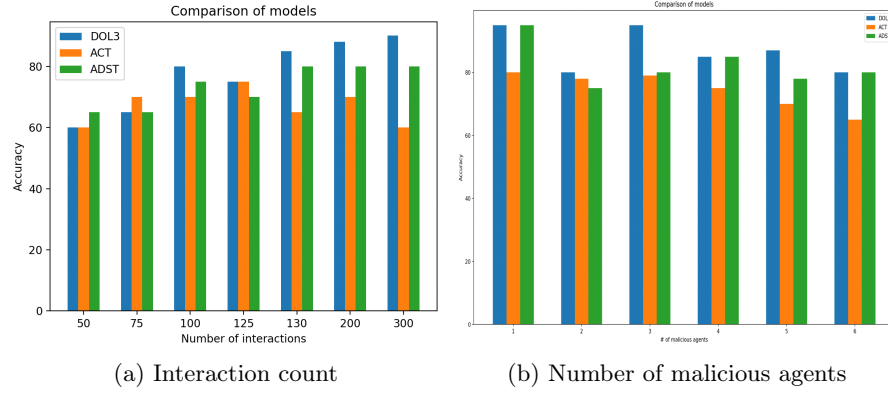 Comparison of models
DOL3
ACT
ADST
Accuracy
80
60
40
20
0
50 75 100 125 130 200 300
Number of interactions
(a) Interaction count
Comparison of models
DOL
ACT
ADS
Accuracy
80
60
40
20
0
1 2 3 4 5 6
# of malicious agents
(b) Number of malicious agents